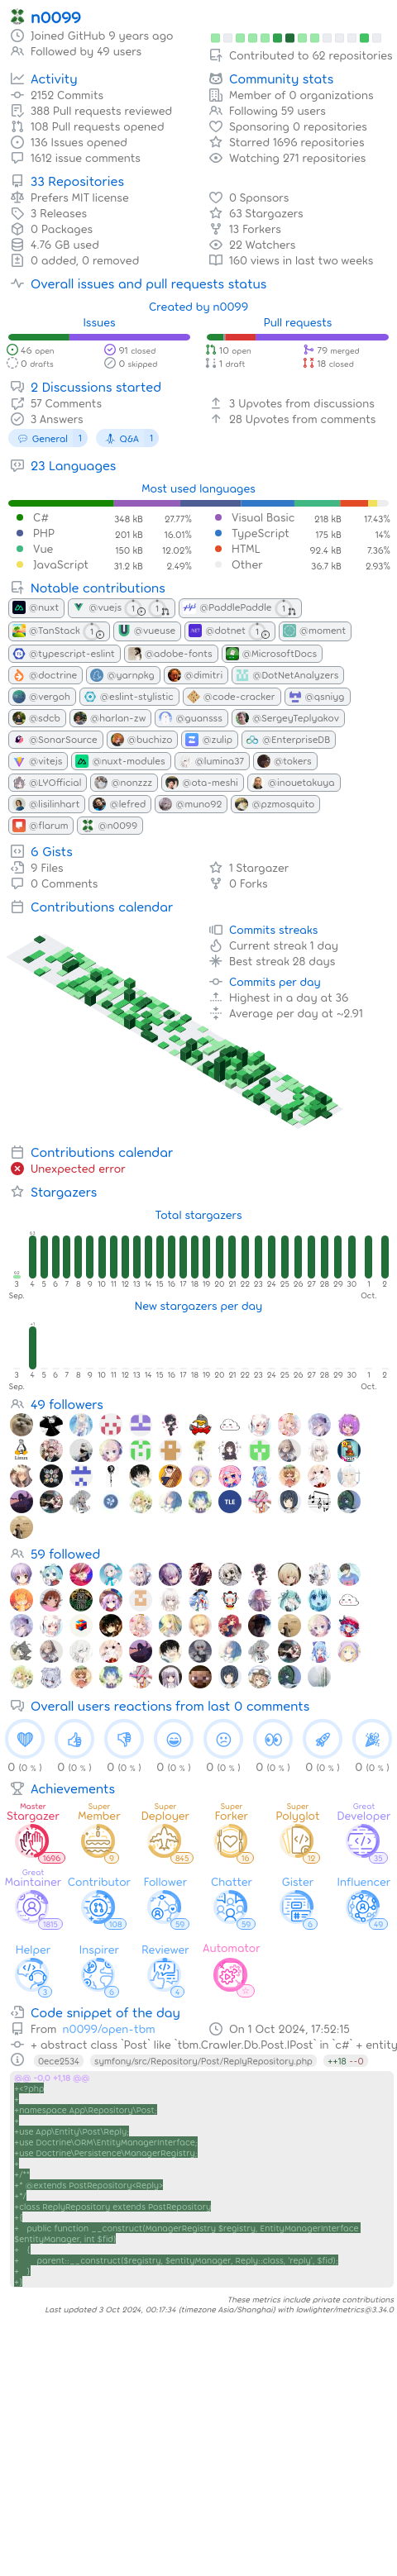 n0099
Joined GitHub 9 years ago
Followed by 49 users
Contributed to 62 repositories
Activity
2152 Commits
388 Pull requests reviewed
108 Pull requests opened
136 Issues opened
1612 issue comments
Community stats
Member of 0 organizations
Following 59 users
Sponsoring 0 repositories
Starred 1696 repositories
Watching 271 repositories
33 Repositories
Prefers MIT license
3 Releases
0 Packages
4.76 GB used
0 added, 0 removed
0 Sponsors
63 Stargazers
13 Forkers
22 Watchers
160 views in last two weeks
Overall issues and pull requests status
Created by n0099
Issues
46 open 91 closed
0 drafts 0 skipped
Pull requests
10 open 79 merged
1 draft 18 closed
2 Discussions started
57 Comments
3 Answers
3 Upvotes from discussions
28 Upvotes from comments
General 1 Q&A 1
23 Languages
Most used languages
C# 348 kB 27.77%
PHP 201 kB 16.01%
Vue 150 kB 12.02%
JavaScript 31.2 kB 2.49%
Visual Basic 218 kB 17.43%
TypeScript 175 kB 14%
HTML 92.4 kB 7.36%
Other 36.7 kB 2.93%
Notable contributions
@nuxt @vuejs 1 1 @PaddlePaddle 1
@TanStack 1 @vueuse @dotnet 1 @moment
@typescript-eslint @adobe-fonts @MicrosoftDocs
@doctrine @yarnpkg @dimitri @DotNetAnalyzers
@vergoh @eslint-stylistic @code-cracker @qsniyg
@sdcb @harlan-zw @guansss @SergeyTeplyakov
@SonarSource @buchizo @zulip @EnterpriseDB
@vitejs @nuxt-modules @lumina37 @tokers
@LYOfficial @nonzzz @ota-meshi @inouetakuya
@lisilinhart @lefred @muno92 @pzmosquito
@flarum @n0099
6 Gists
9 Files
0 Comments
1 Stargazer
0 Forks
Contributions calendar
Commits streaks
Current streak 1 day
Best streak 28 days
Commits per day
Highest in a day at 36
Average per day at ~2.91
Contributions calendar
Unexpected error
Stargazers
Total stargazers
3 4 5 6 7 8 9 10 11 12 13 14 15 16 17 18 19 20 21 22 23 24 25 26 27 28 29 30 1 2
Sep. Oct.
New stargazers per day
3 4 5 6 7 8 9 10 11 12 13 14 15 16 17 18 19 20 21 22 23 24 25 26 27 28 29 30 1 2
Sep. Oct.
49 followers
Linux
TLE
59 followed
Overall users reactions from last 0 comments
0 (0 %) 0 (0 %) 0 (0 %) 0 (0 %) 0 (0 %) 0 (0 %) 0 (0 %) 0 (0 %)
Achievements
Master Super Super Super Super Great
Stargazer Member Deployer Forker Polyglot Developer
1696 9 845 16 12 35
Great
Maintainer Contributor Follower Chatter Gister Influencer
1815 108 59 59 6 49
Helper Inspirer Reviewer Automator
3 6 4
Code snippet of the day
From n0099/open-tbm
On 1 Oct 2024, 17:52:15
+ abstract class `Post` like `tbm.Crawler.Db.Post.IPost` in `c#` + entity
0ece2534 symfony/src/Repository/Post/ReplyRepository.php ++18 --0
@@ -0,0 +1,18 @@
+<?php
+
+namespace App\Repository\Post;
+
+use App\Entity\Post\Reply;
+use Doctrine\ORM\EntityManagerInterface;
+use Doctrine\Persistence\ManagerRegistry;
+
+/**
+* @extends PostRepository<Reply>
+*/
+class ReplyRepository extends PostRepository
+{
+ public function __construct(ManagerRegistry $registry, EntityManagerInterface
$entityManager, int $fid)
+ {
+ parent::__construct($registry, $entityManager, Reply::class, 'reply', $fid);
+ }
+}
These metrics include private contributions
Last updated 3 Oct 2024, 00:17:34 (timezone Asia/Shanghai) with lowlighter/metrics@3.34.0